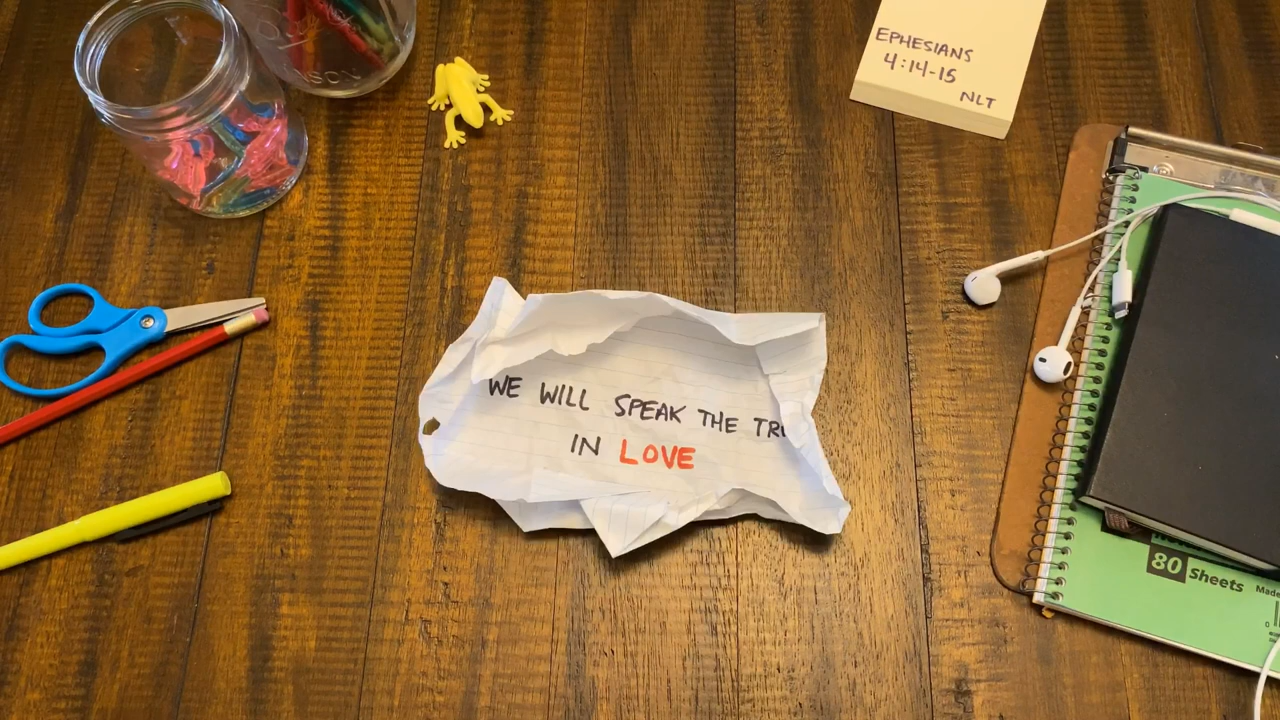 EPHESIANS
4:14-15
NLT
WE WILL SPEAK THE
IN LOVE
80 Sheets